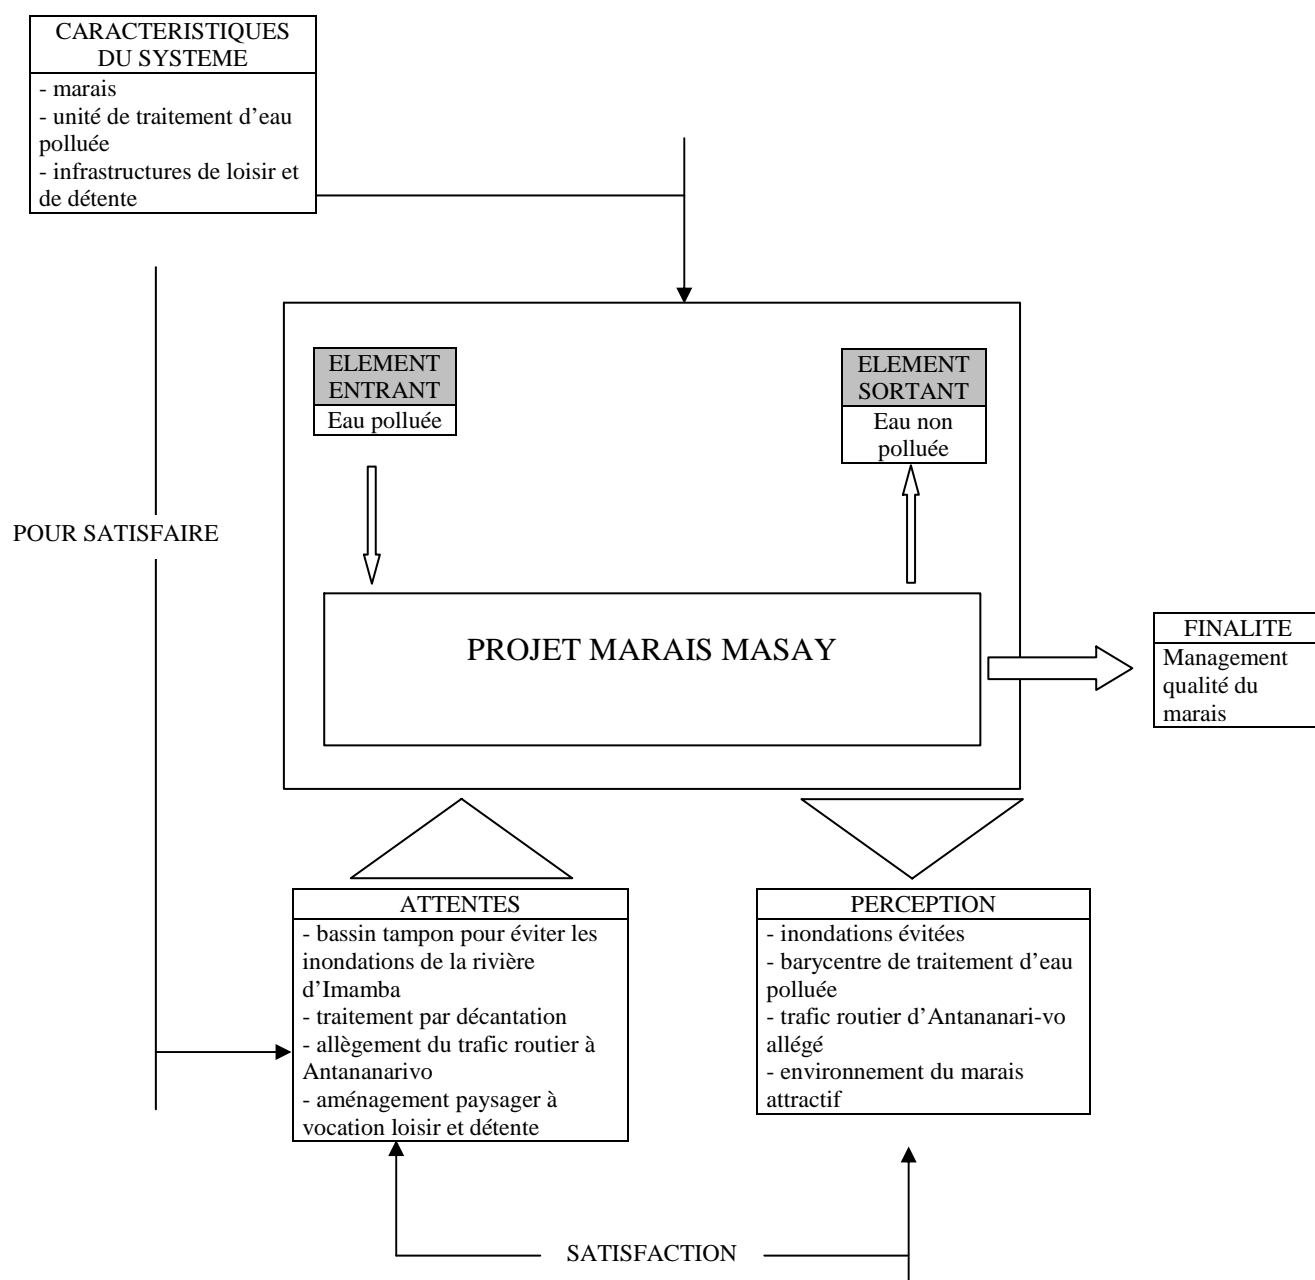 CARACTERISTIQUES
DU SYSTEME
- marais
- unité de traitement d’eau
polluée
- infrastructures de loisir et
de détente
ELEMENT
ENTRANT
Eau polluée
ELEMENT
SORTANT
Eau non
polluée
POUR SATISFAIRE
PROJET MARAIS MASAY
FINALITE
Management
qualité du
marais
ATTENTES
- bassin tampon pour éviter les
inondations de la rivière
d’Imamba
- traitement par décantation
- allègement du trafic routier à
Antananarivo
- aménagement paysager à
vocation loisir et détente
PERCEPTION
- inondations évitées
- barycentre de traitement d’eau
polluée
- trafic routier d’Antananari-vo
allégé
- environnement du marais
attractif
SATISFACTION